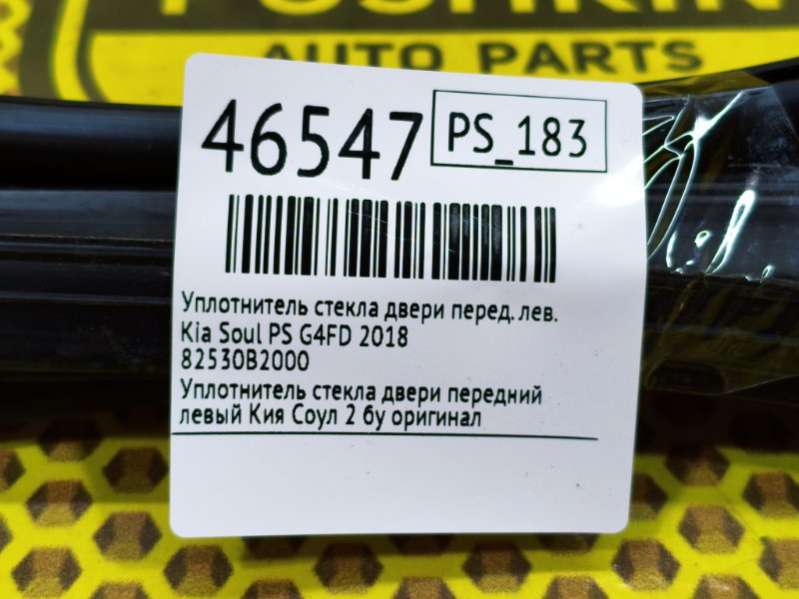 AUTO PARTS
46547
PS_183
Уплотнитель стекла двери перед. лев.
Kia Soul PS G4FD 2018
82530B2000
Уплотнитель стекла двери передний
левый Кия Соул 2 бу оригинал